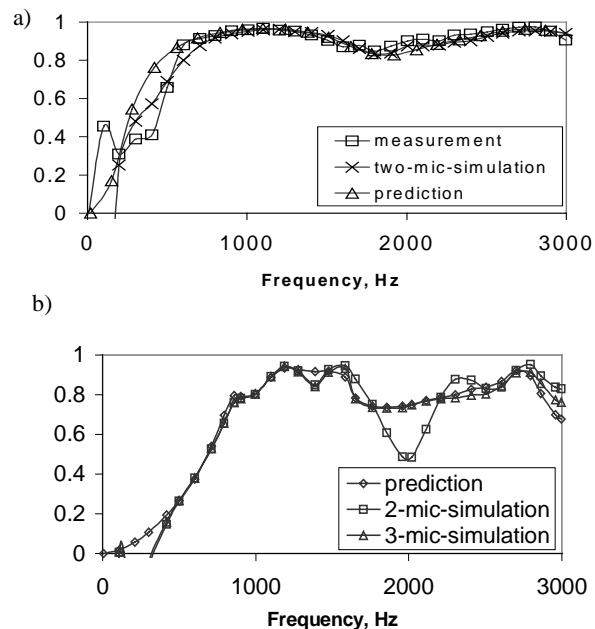 a)
1
0.8
0.6
0.4
0.2
0
measurement
two-mic-simulation
prediction
0 1000 2000 3000
Frequency, Hz
b)
1
0.8
0.6
0.4
0.2
0
prediction
2-mic-simulation
3-mic-simulation
0 1000 2000 3000
Frequency, Hz